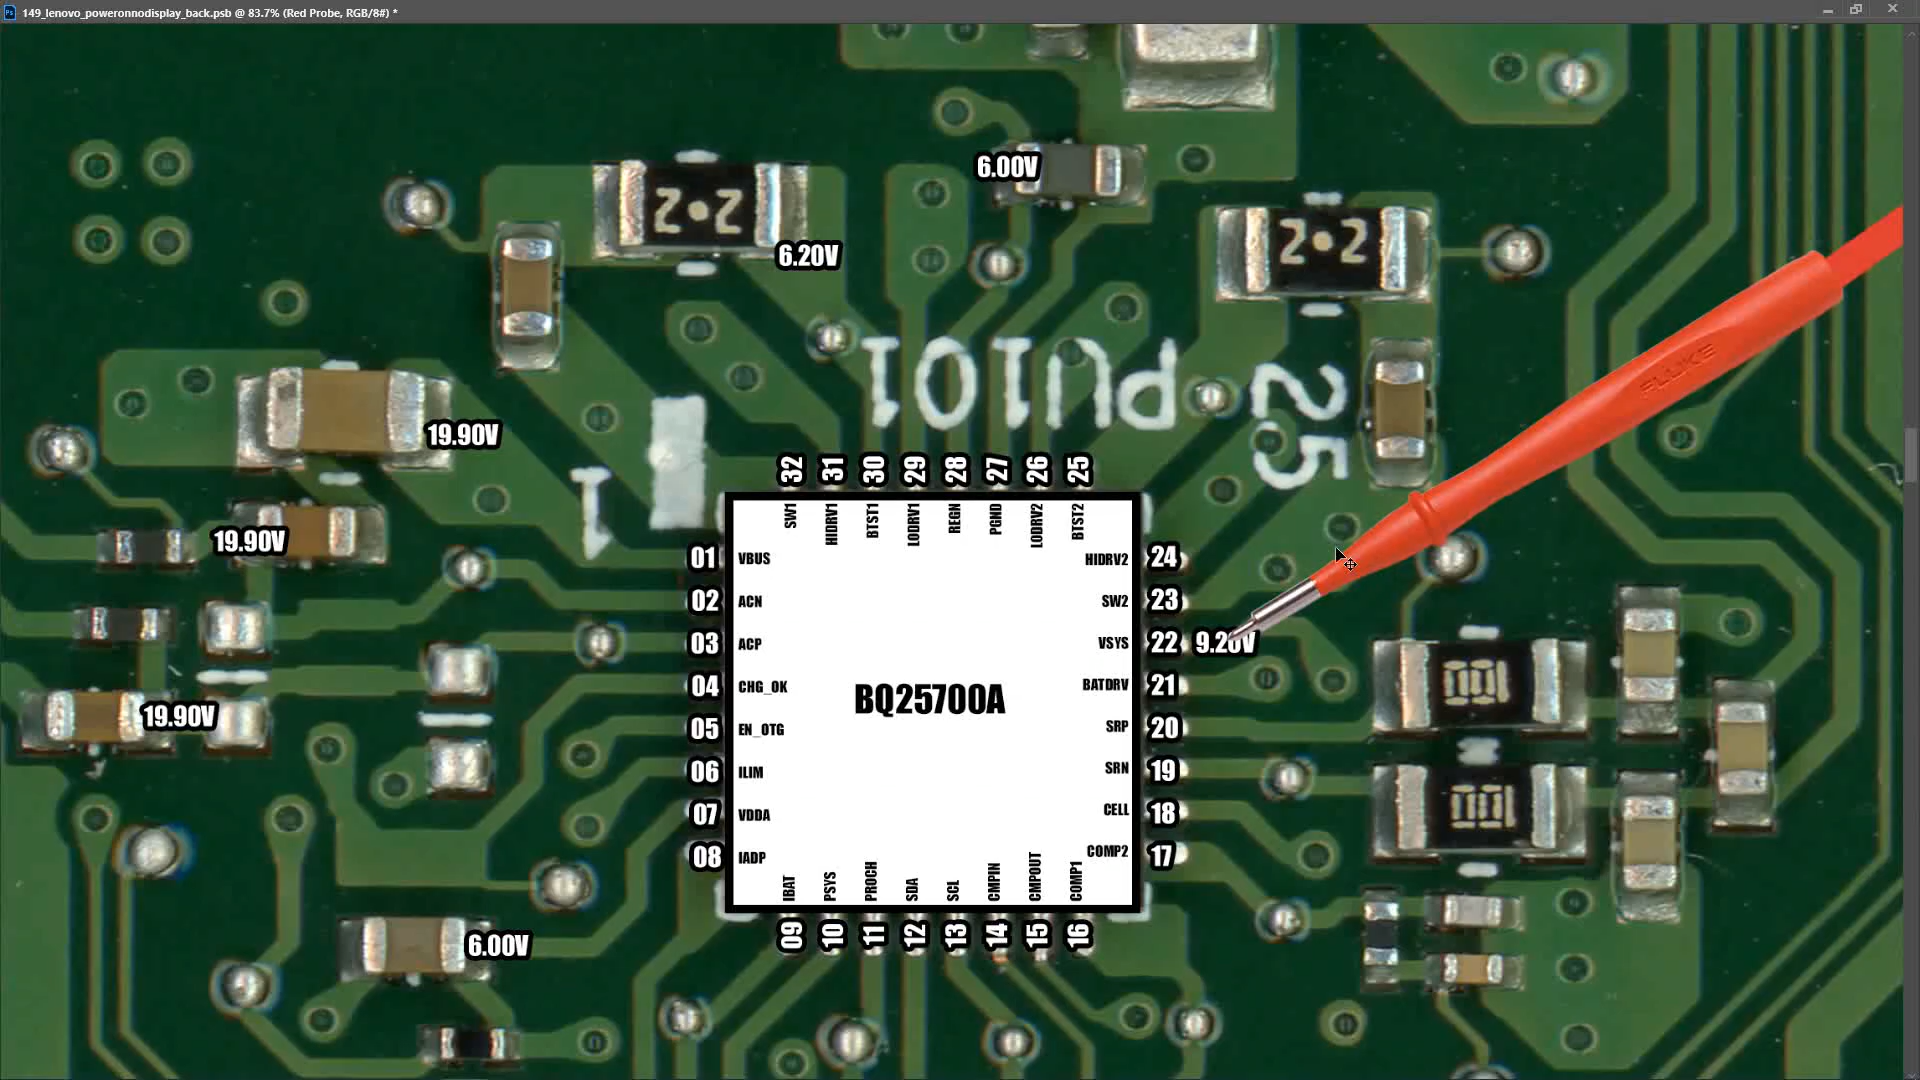 149_lenovo_poweronnodisplay_back.psb @ 83.7% (Red Probe, RGB/8#) *
6.00V
2•2
2•2
6.20V
FLUKE
PU101
25
19.90V
1
32 31 30 29 28 27 26 25
SW1 HIDRV1 BTST1 LODRV1 REGN PGND LODRV2 BTST2
19.90V
01 VBUS HIDRV2 24
02 ACN SW2 23
03 ACP VSYS 22 9.20V
04 CHG_OK BATDRV 21
BQ25700A
19.90V
05 EN_OTG SRP 20
06 ILIM SRN 19
07 VDDA CELL 18
08 IADP COMP2 17
IBAT PSYS PROCH SDA SCL CMPIN CMPOUT COMP1
09 10 11 12 13 14 15 16
6.00V